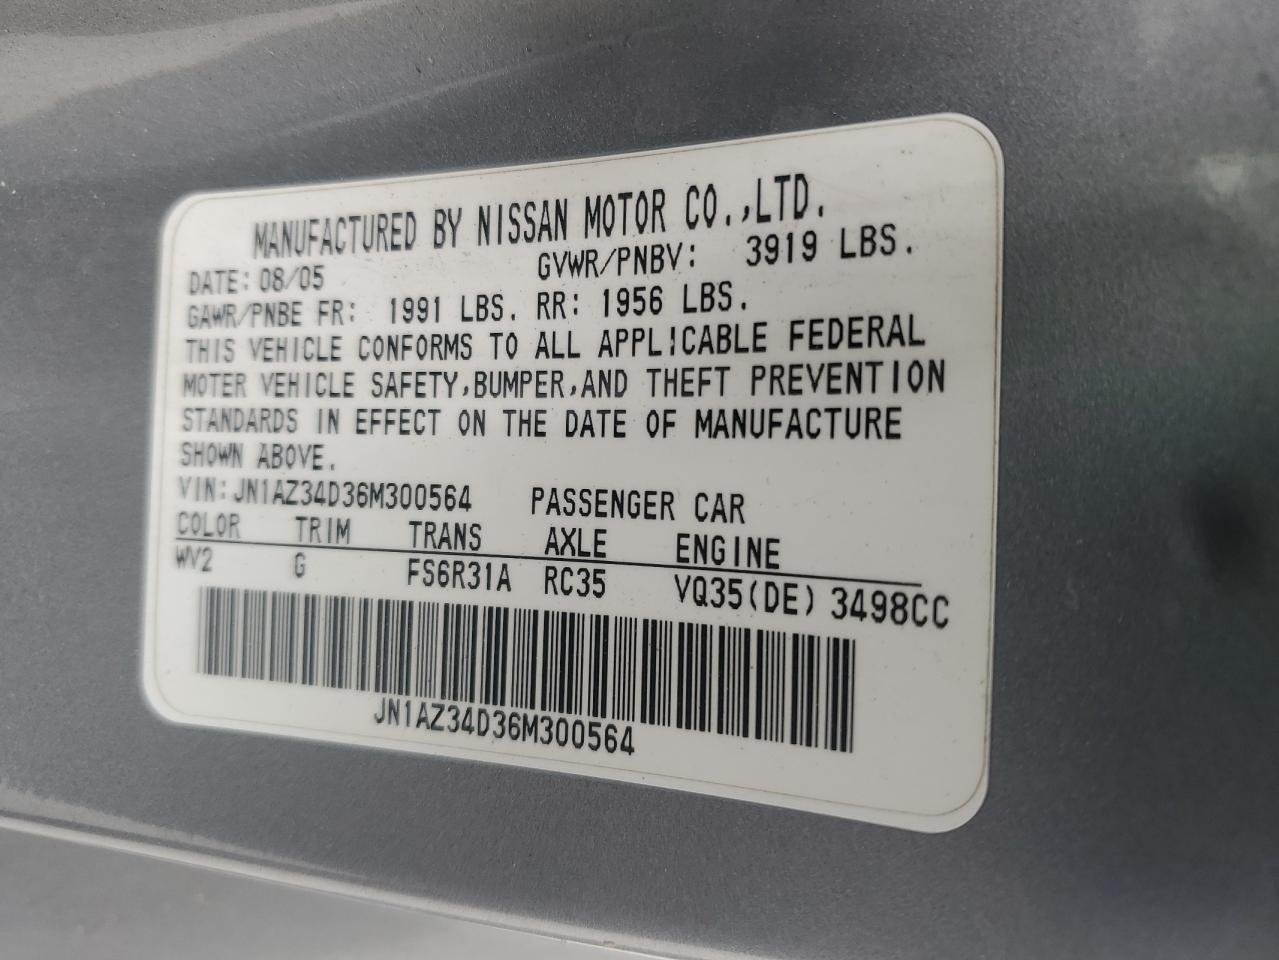 MANUFACTURED BY NISSAN MOTOR CO.,LTD.
DATE: 08/05 GVWR/PNBV: 3919 LBS.
GAWR/PNBE FR: 1991 LBS. RR: 1956 LBS.
THIS VEHICLE CONFORMS TO ALL APPLICABLE FEDERAL
MOTER VEHICLE SAFETY,BUMPER,AND THEFT PREVENTION
STANDARDS IN EFFECT ON THE DATE OF MANUFACTURE
SHOWN ABOVE.
VIN: JN1AZ34D36M300564 PASSENGER CAR
COLOR TRIM TRANS AXLE ENGINE
WV2 G FS6R31A RC35 VQ35(DE) 3498CC
JN1AZ34D36M300564